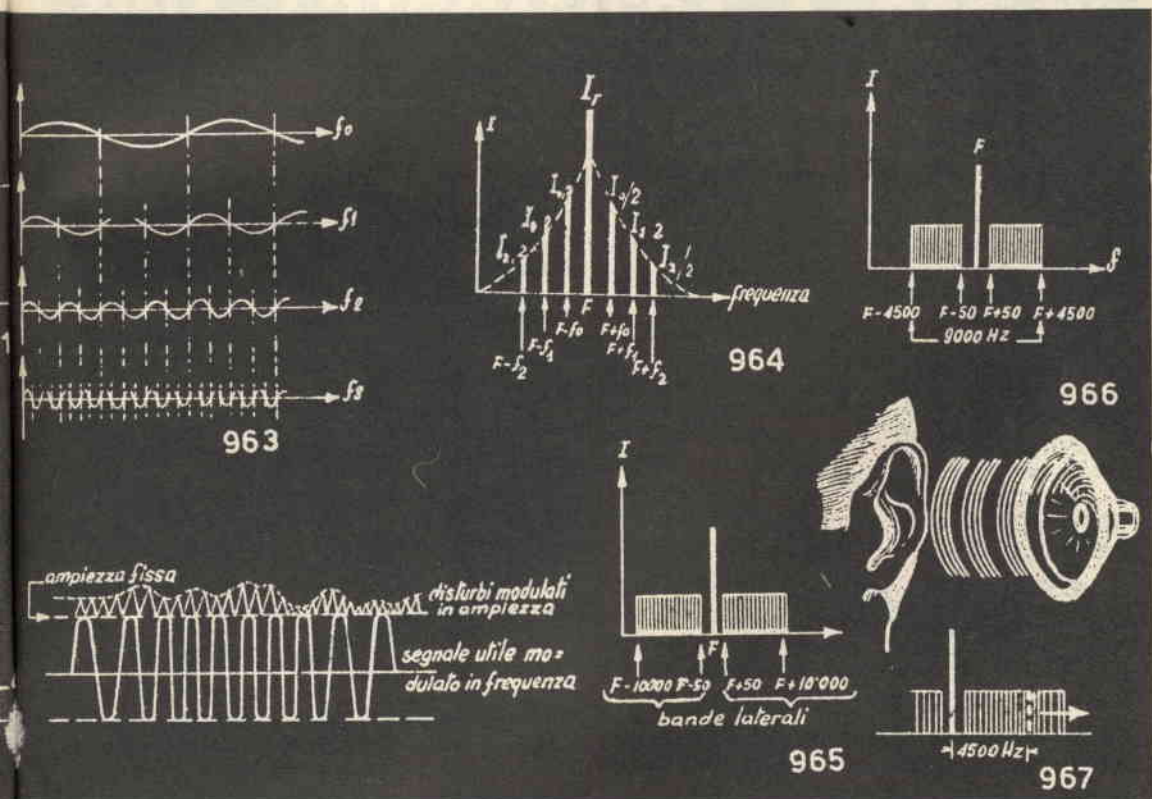 f0
f1
f2
f3
963
I
Ir
I0/2
I1 2
I2/2
frequenza
F-f2
F-f1
F-f0
F
F+f0
F+f1
F+f2
964
I
F
f
F-4500
F-50
F+50
F+4500
9000 Hz
966
ampiezza fissa
disturbi modulati
in ampiezza
segnale utile mo=
dulato in frequenza
I
F
F-10000
F-50
F+50
F+10'000
bande laterali
965
4500 Hz
967